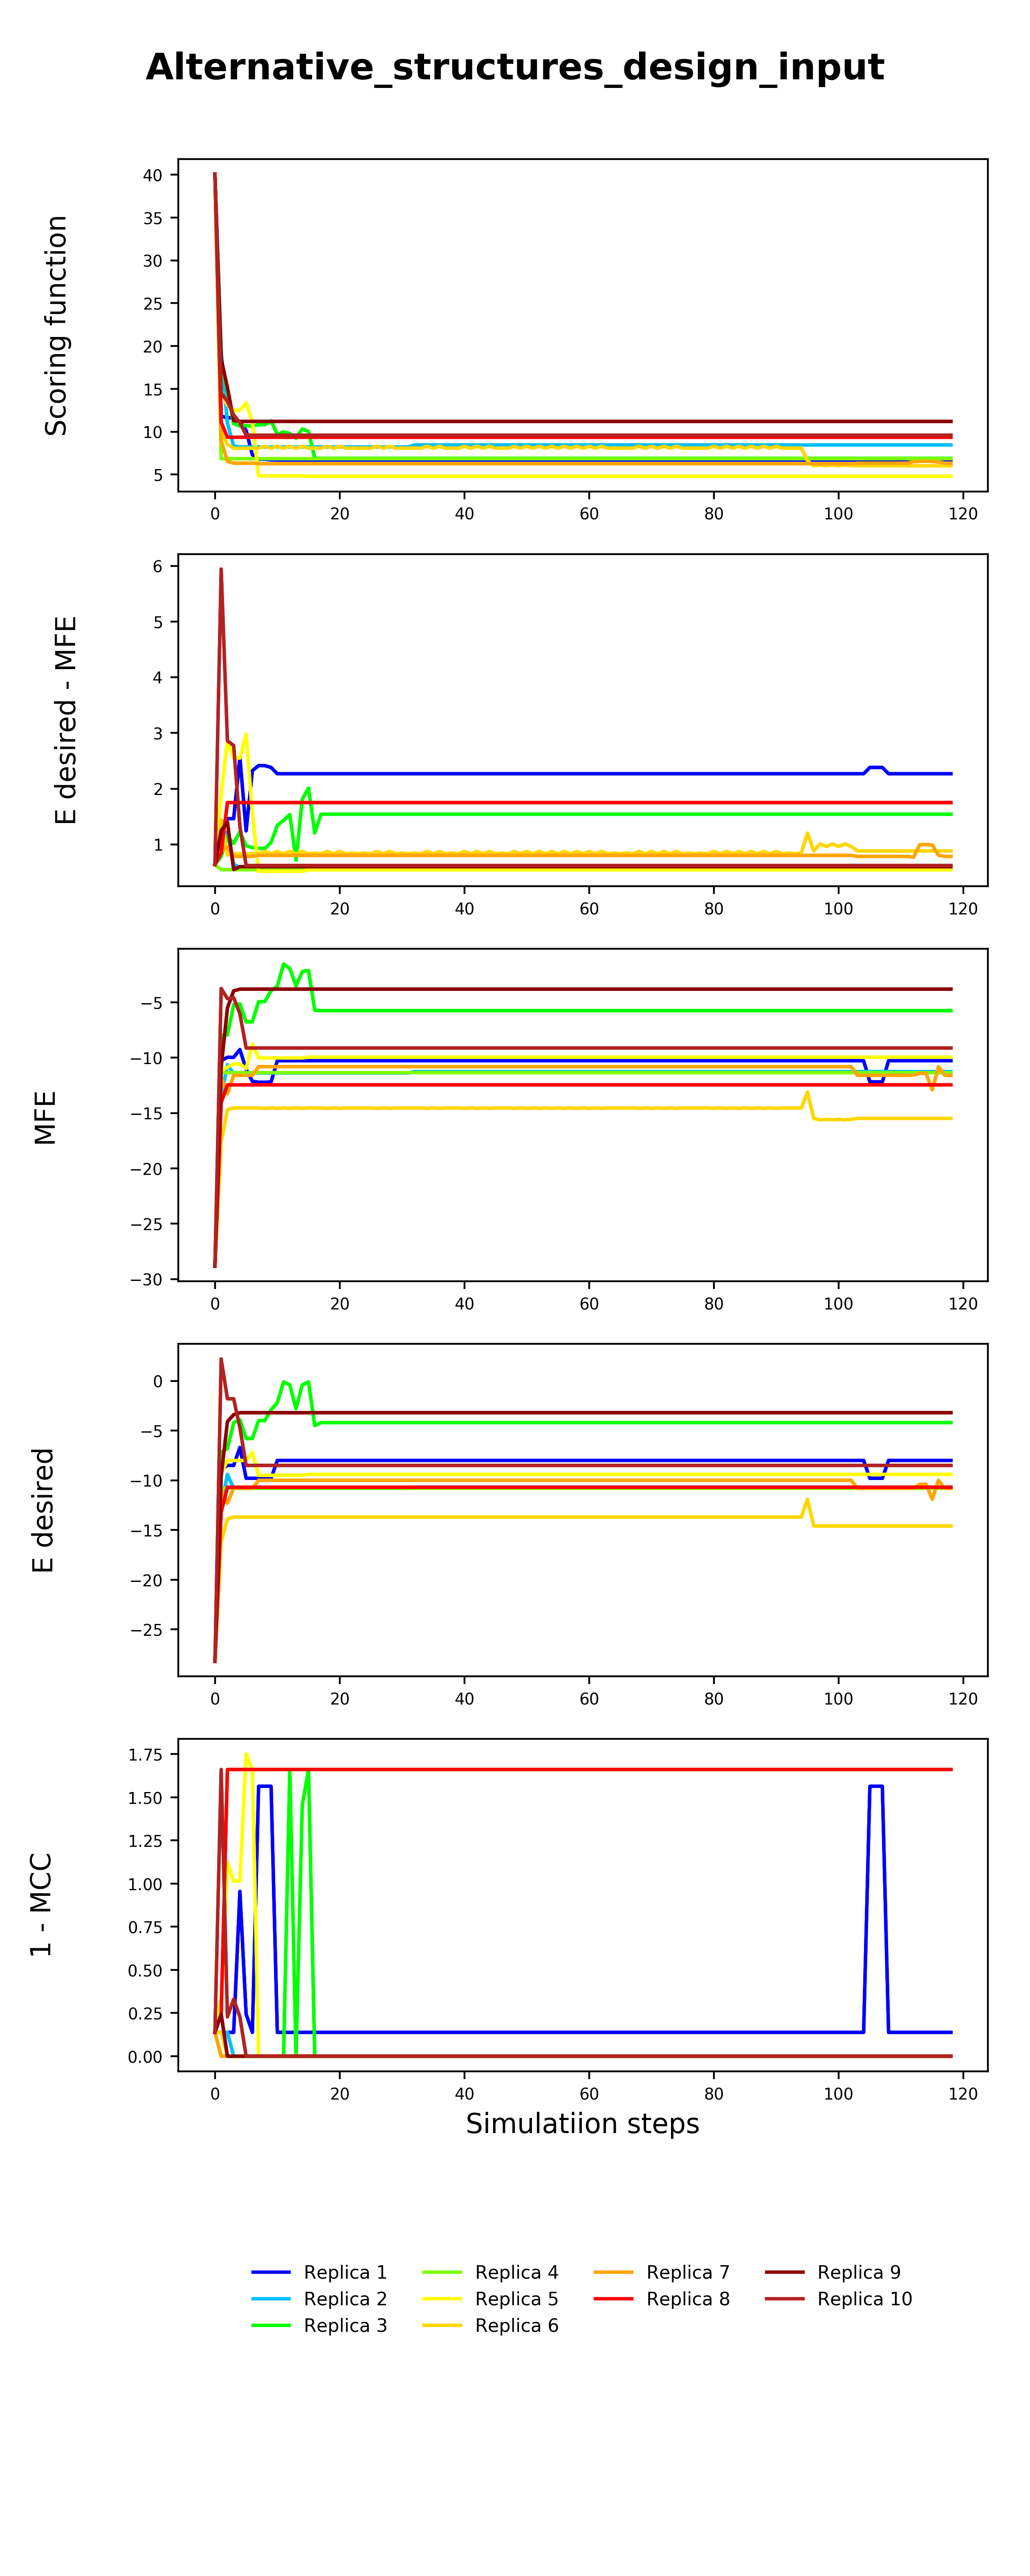 Alternative_structures_design_input
Scoring function
40
35
30
25
20
15
10
5
0 20 40 60 80 100 120
E desired - MFE
6
5
4
3
2
1
0 20 40 60 80 100 120
MFE
−5
−10
−15
−20
−25
−30
0 20 40 60 80 100 120
E desired
0
−5
−10
−15
−20
−25
0 20 40 60 80 100 120
1 - MCC
1.75
1.50
1.25
1.00
0.75
0.50
0.25
0.00
0 20 40 60 80 100 120
Simulatiion steps
Replica 1 Replica 4 Replica 7 Replica 9
Replica 2 Replica 5 Replica 8 Replica 10
Replica 3 Replica 6